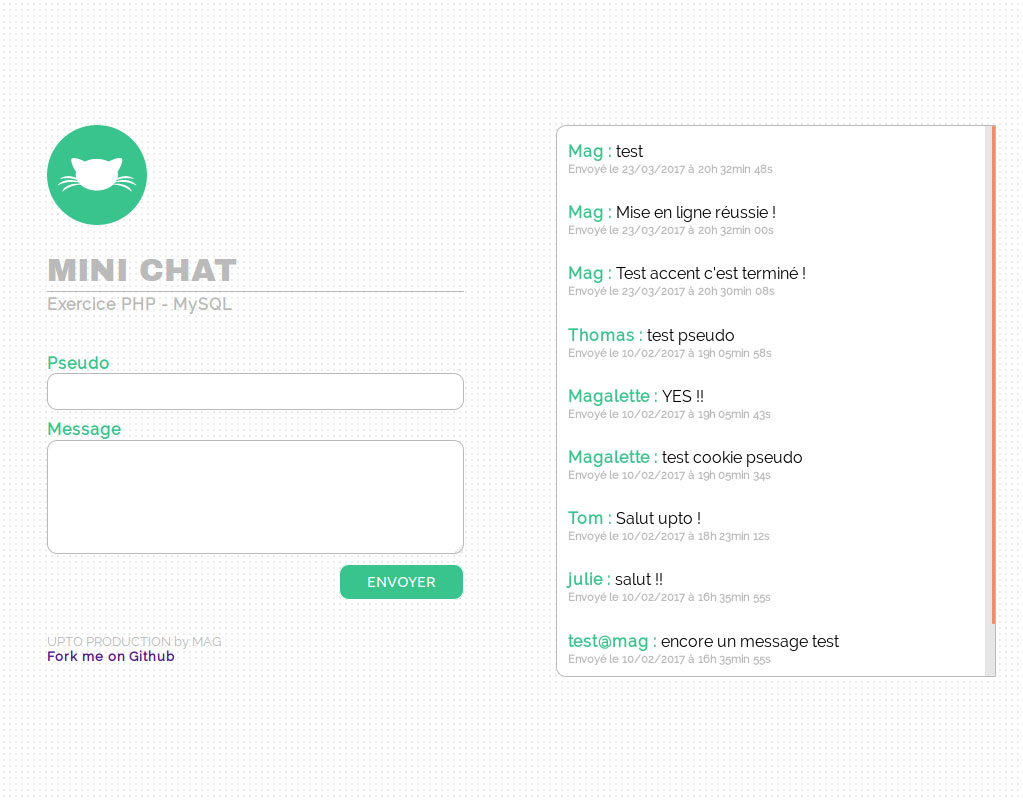 MINI CHAT
Exercice PHP - MySQL
Pseudo
Message
ENVOYER
UPTO PRODUCTION by MAG
Fork me on Github
Mag : test
Envoyé le 23/03/2017 à 20h 32min 48s
Mag : Mise en ligne réussie !
Envoyé le 23/03/2017 à 20h 32min 00s
Mag : Test accent c'est terminé !
Envoyé le 23/03/2017 à 20h 30min 08s
Thomas : test pseudo
Envoyé le 10/02/2017 à 19h 05min 58s
Magalette : YES !!
Envoyé le 10/02/2017 à 19h 05min 43s
Magalette : test cookie pseudo
Envoyé le 10/02/2017 à 19h 05min 34s
Tom : Salut upto !
Envoyé le 10/02/2017 à 18h 23min 12s
julie : salut !!
Envoyé le 10/02/2017 à 16h 35min 55s
test@mag : encore un message test
Envoyé le 10/02/2017 à 16h 35min 55s